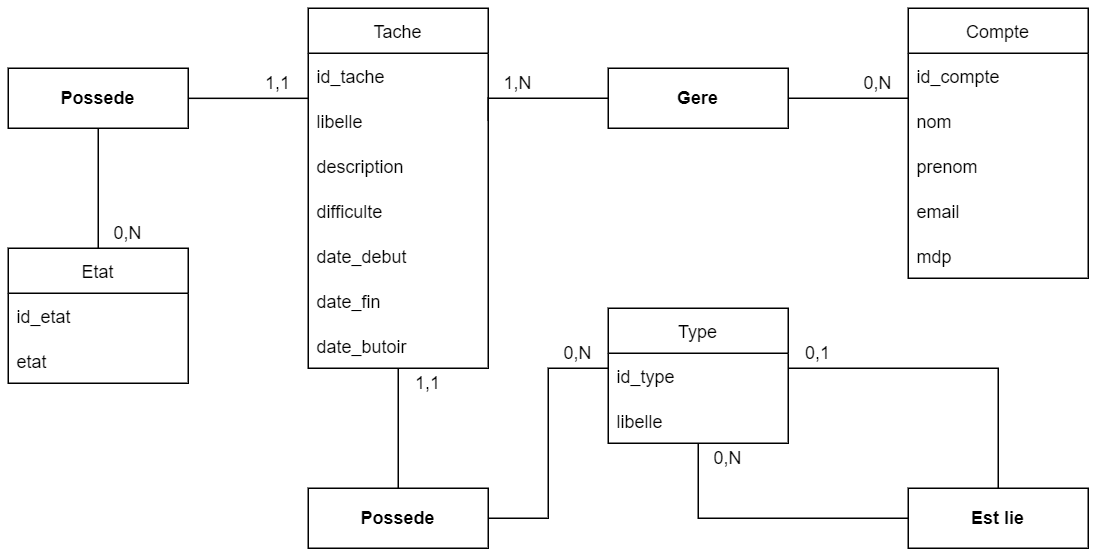 Tache
id_tache
libelle
description
difficulte
date_debut
date_fin
date_butoir
Compte
id_compte
nom
prenom
email
mdp
Possede
1,1
1,N
Gere
0,N
0,N
Etat
id_etat
etat
Type
id_type
libelle
0,N
0,1
1,1
0,N
Possede
Est lie